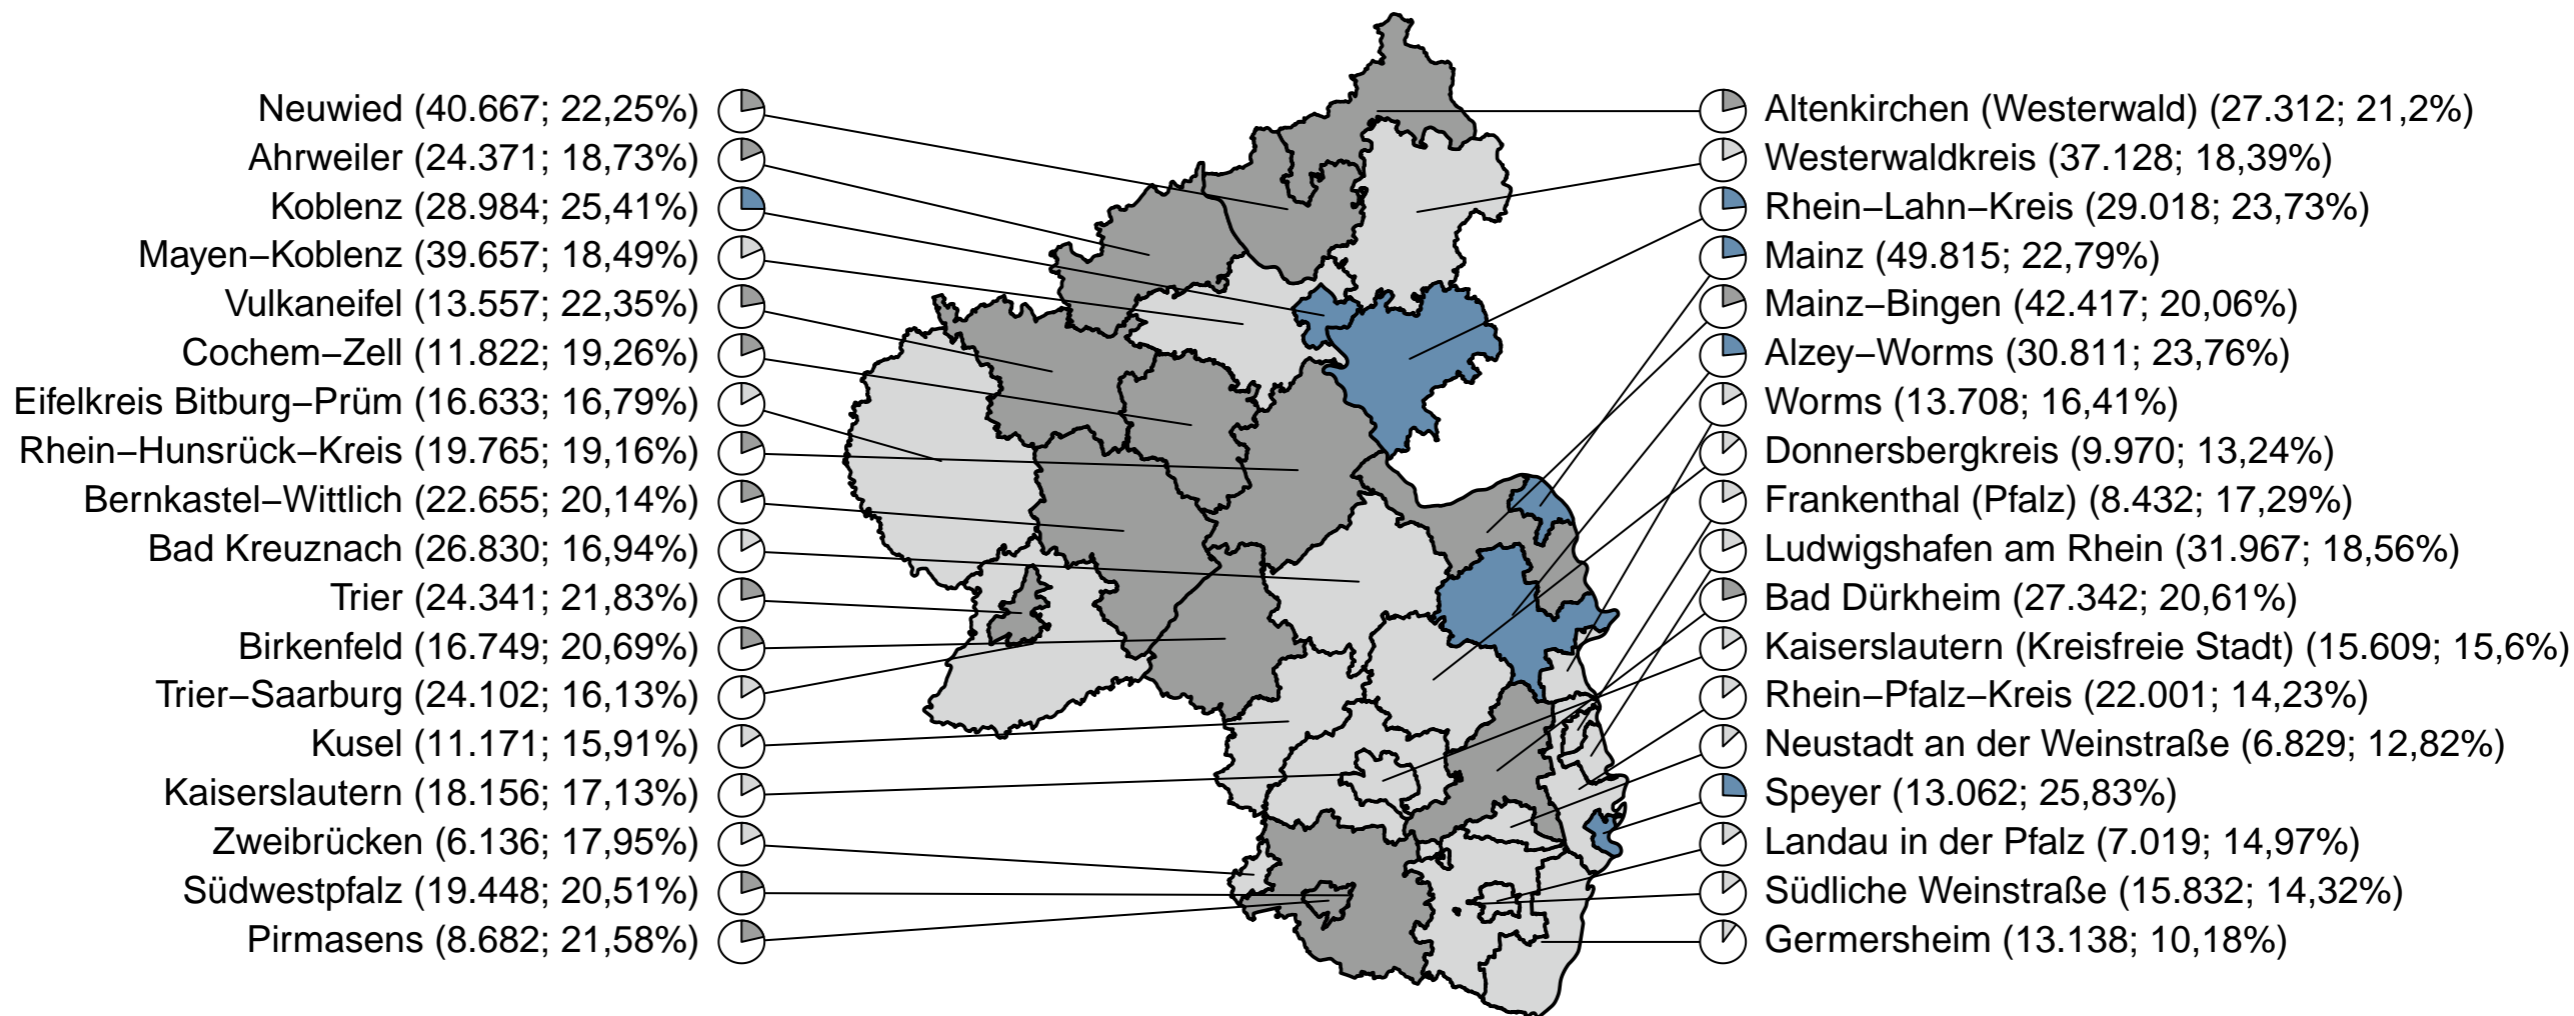 Neuwied (40.667; 22,25%)
Ahrweiler (24.371; 18,73%)
Koblenz (28.984; 25,41%)
Mayen−Koblenz (39.657; 18,49%)
Vulkaneifel (13.557; 22,35%)
Cochem−Zell (11.822; 19,26%)
Eifelkreis Bitburg−Prüm (16.633; 16,79%)
Rhein−Hunsrück−Kreis (19.765; 19,16%)
Bernkastel−Wittlich (22.655; 20,14%)
Bad Kreuznach (26.830; 16,94%)
Trier (24.341; 21,83%)
Birkenfeld (16.749; 20,69%)
Trier−Saarburg (24.102; 16,13%)
Kusel (11.171; 15,91%)
Kaiserslautern (18.156; 17,13%)
Zweibrücken (6.136; 17,95%)
Südwestpfalz (19.448; 20,51%)
Pirmasens (8.682; 21,58%)
Altenkirchen (Westerwald) (27.312; 21,2%)
Westerwaldkreis (37.128; 18,39%)
Rhein−Lahn−Kreis (29.018; 23,73%)
Mainz (49.815; 22,79%)
Mainz−Bingen (42.417; 20,06%)
Alzey−Worms (30.811; 23,76%)
Worms (13.708; 16,41%)
Donnersbergkreis (9.970; 13,24%)
Frankenthal (Pfalz) (8.432; 17,29%)
Ludwigshafen am Rhein (31.967; 18,56%)
Bad Dürkheim (27.342; 20,61%)
Kaiserslautern (Kreisfreie Stadt) (15.609; 15,6%)
Rhein−Pfalz−Kreis (22.001; 14,23%)
Neustadt an der Weinstraße (6.829; 12,82%)
Speyer (13.062; 25,83%)
Landau in der Pfalz (7.019; 14,97%)
Südliche Weinstraße (15.832; 14,32%)
Germersheim (13.138; 10,18%)